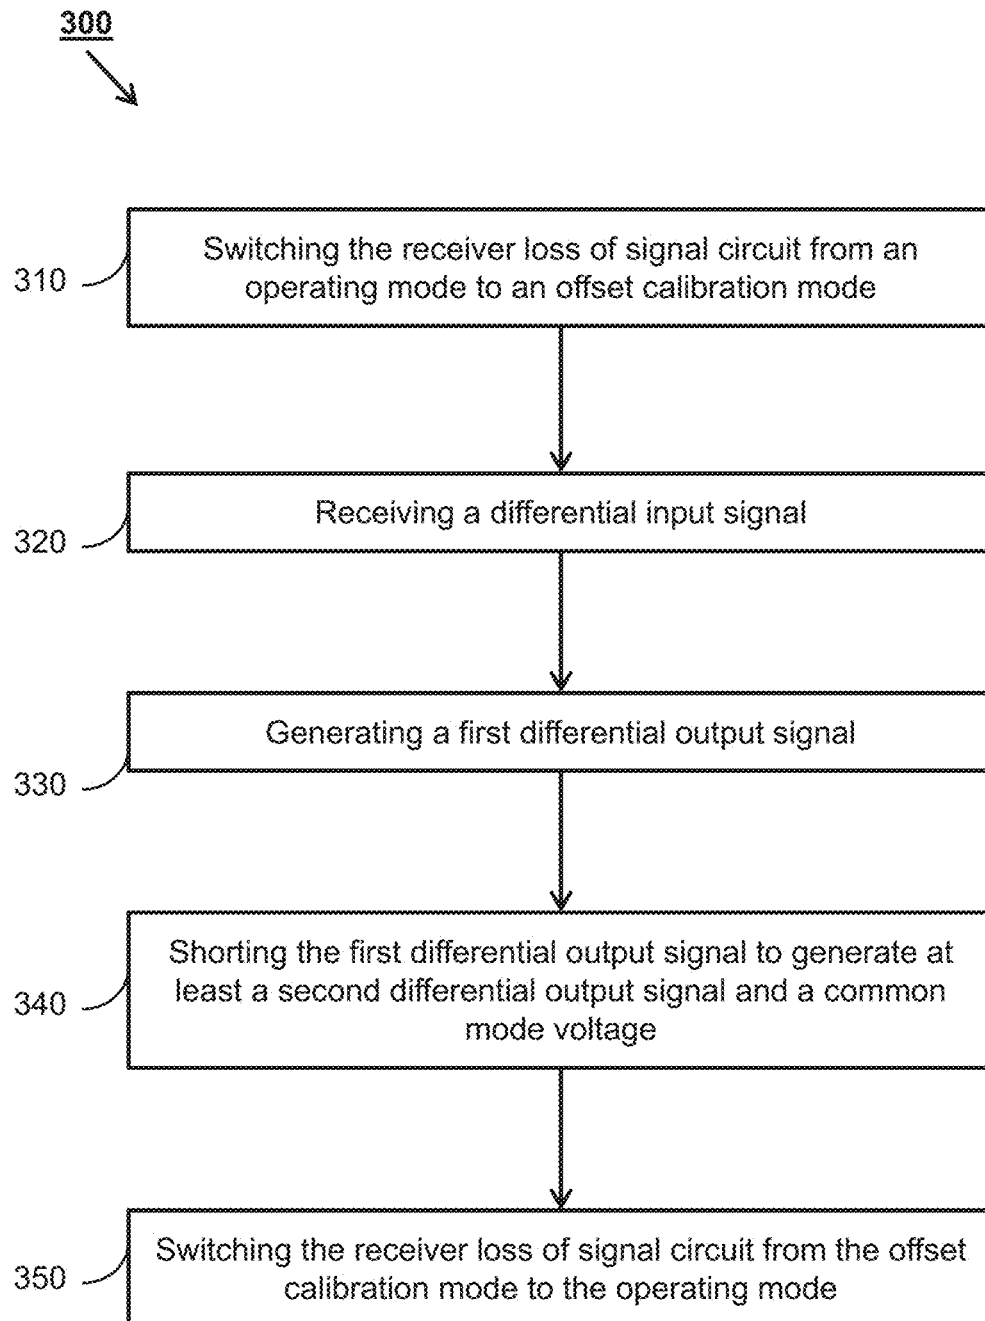 300
310
Switching the receiver loss of signal circuit from an
operating mode to an offset calibration mode
320
Receiving a differential input signal
330
Generating a first differential output signal
340
Shorting the first differential output signal to generate at
least a second differential output signal and a common
mode voltage
350
Switching the receiver loss of signal circuit from the offset
calibration mode to the operating mode